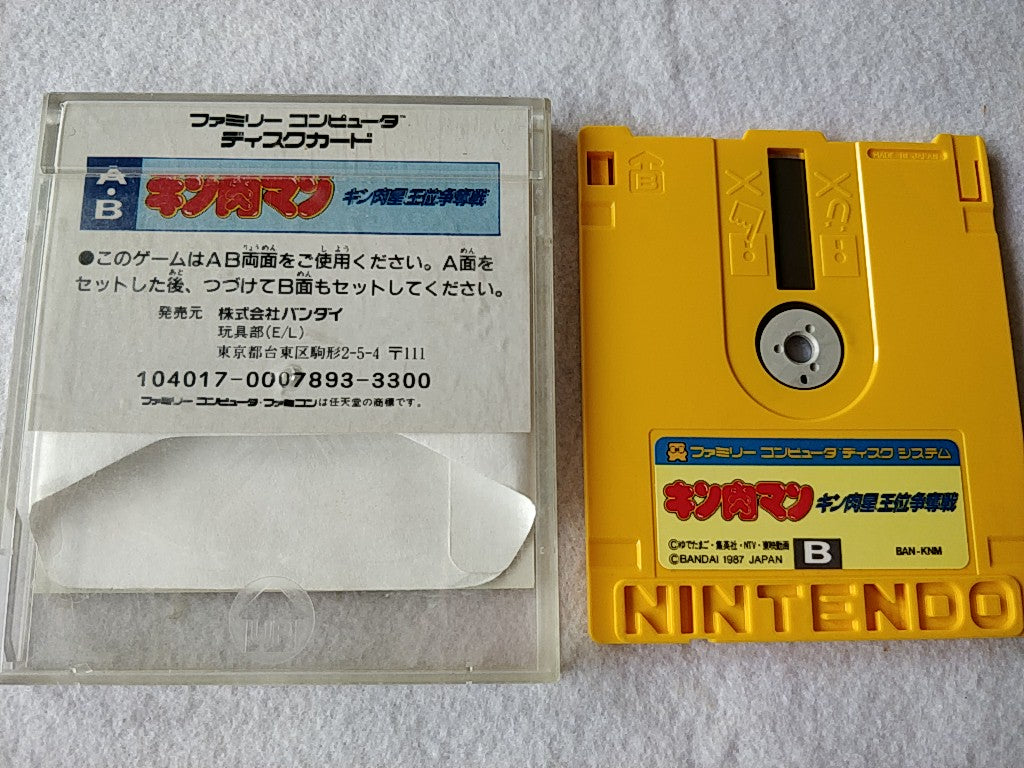 ファミリー コンピュータ™
ディスクカード
A・B
キン肉マン キン肉星王位争奪戦
●このゲームはAB両面をご使用ください。A面を
セットした後、つづけてB面もセットしてください。
発売元 株式会社バンダイ
玩具部(E/L)
東京都台東区駒形2-5-4 〒111
104017-0007893-3300
ファミリー コンピュータ・ファミコンは任天堂の商標です。
B
MADE IN JAPAN
ファミリー コンピュータ ディスク システム
キン肉マン キン肉星王位争奪戦
©ゆでたまご・集英社・NTV・東映動画
©BANDAI 1987 JAPAN
B
BAN-KNM
NINTENDO